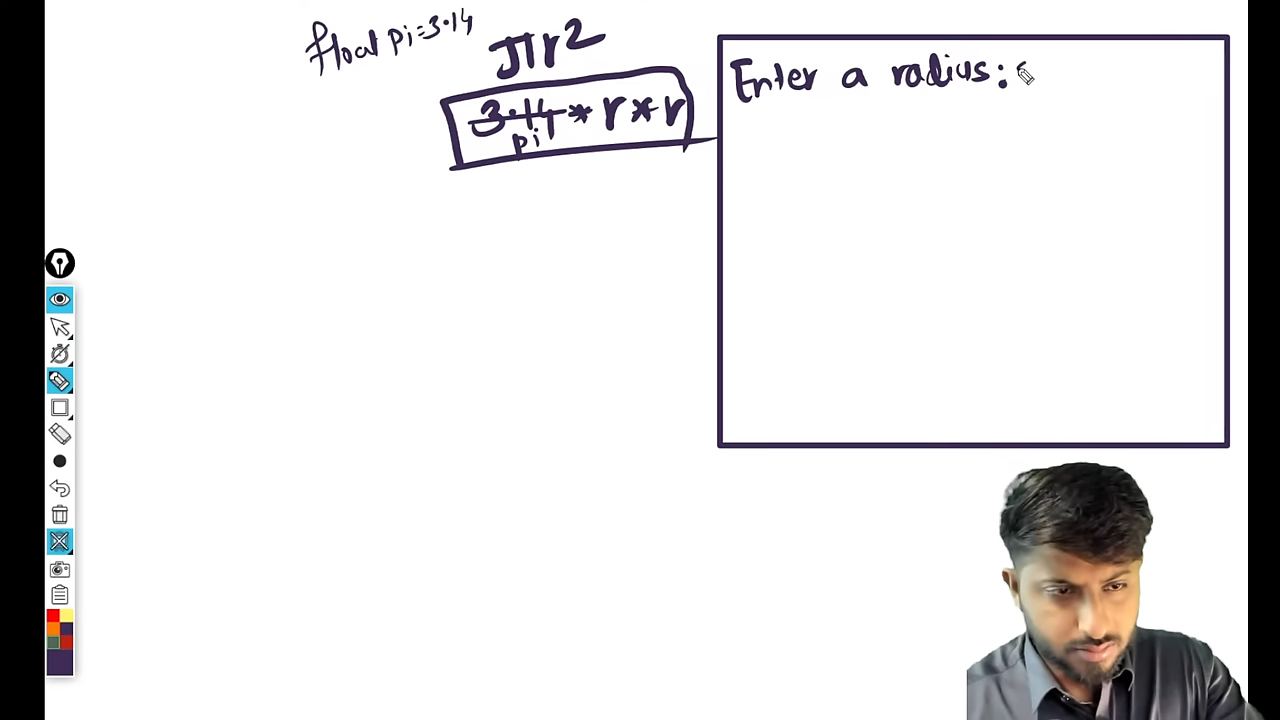 float pi=3.14
πr2
3.14 * r * r
pi
Enter a radius: